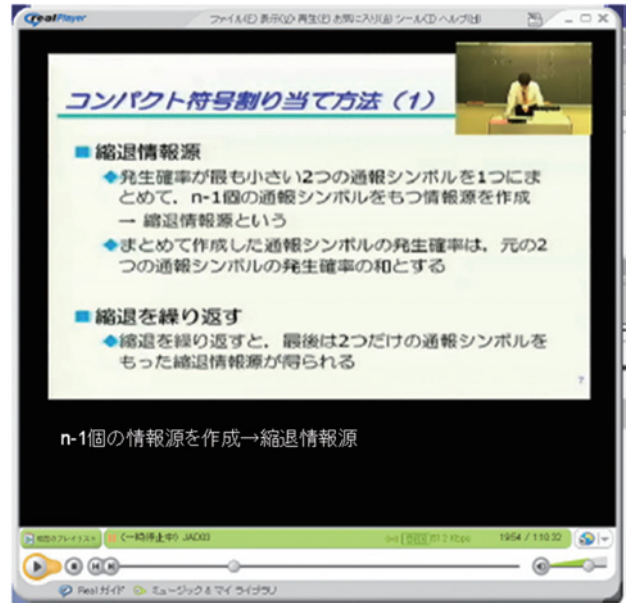 realPlayer
ファイル(E) 表示(V) 再生(E) お気に入り(a) ツール(I) ヘルプ(H)
コンパクト符号割り当て方法（1）
縮退情報源
発生確率が最も小さい2つの通報シンボルを1つにま
とめて，n-1個の通報シンボルをもつ情報源を作成
→ 縮退情報源という
まとめて作成した通報シンボルの発生確率は，元の2
つの通報シンボルの発生確率の和とする
縮退を繰り返す
縮退を繰り返すと，最後は2つだけの通報シンボルを
もった縮退情報源が得られる
7
n-1個の情報源を作成→縮退情報源
(一時停止中) JAD03
Real ガイド ミュージック & マイ ライブラリ